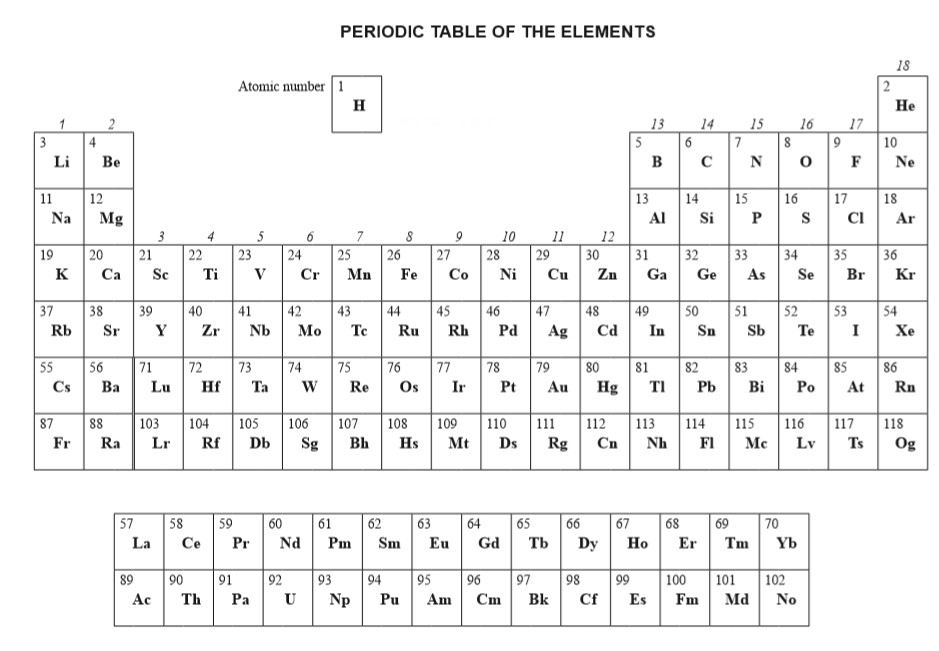 PERIODIC TABLE OF THE ELEMENTS
18
Atomic number 1 2
H He
1 2 13 14 15 16 17
3 4 5 6 7 8 9 10
Li Be B C N O F Ne
11 12 13 14 15 16 17 18
Na Mg Al Si P S Cl Ar
3 4 5 6 7 8 9 10 11 12
19 20 21 22 23 24 25 26 27 28 29 30 31 32 33 34 35 36
K Ca Sc Ti V Cr Mn Fe Co Ni Cu Zn Ga Ge As Se Br Kr
37 38 39 40 41 42 43 44 45 46 47 48 49 50 51 52 53 54
Rb Sr Y Zr Nb Mo Tc Ru Rh Pd Ag Cd In Sn Sb Te I Xe
55 56 71 72 73 74 75 76 77 78 79 80 81 82 83 84 85 86
Cs Ba Lu Hf Ta W Re Os Ir Pt Au Hg Tl Pb Bi Po At Rn
87 88 103 104 105 106 107 108 109 110 111 112 113 114 115 116 117 118
Fr Ra Lr Rf Db Sg Bh Hs Mt Ds Rg Cn Nh Fl Mc Lv Ts Og
57 58 59 60 61 62 63 64 65 66 67 68 69 70
La Ce Pr Nd Pm Sm Eu Gd Tb Dy Ho Er Tm Yb
89 90 91 92 93 94 95 96 97 98 99 100 101 102
Ac Th Pa U Np Pu Am Cm Bk Cf Es Fm Md No